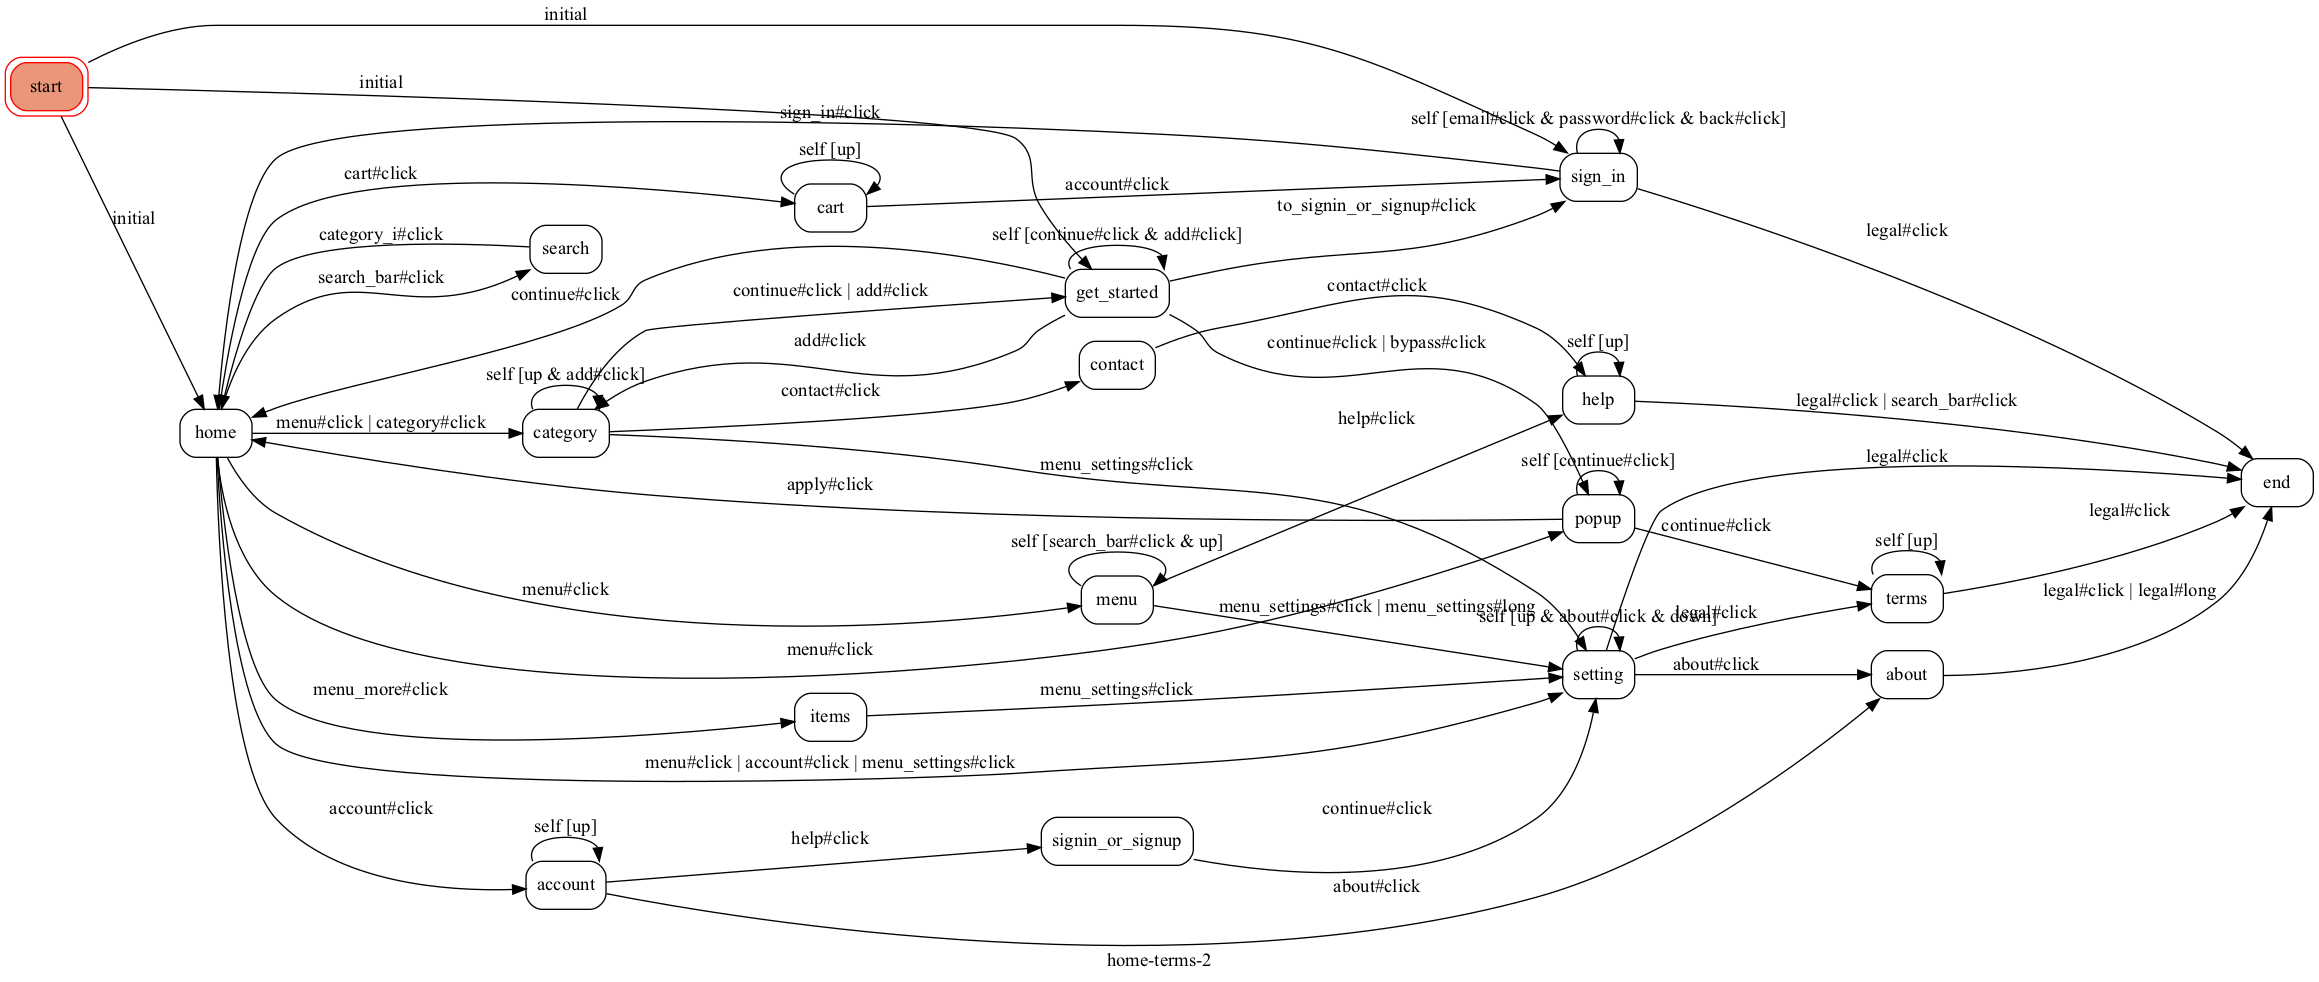 initial
start
initial
sign_in#click
self [email#click & password#click & back#click]
self [up]
cart#click
sign_in
account#click
cart
to_signin_or_signup#click
initial
legal#click
category_i#click
search
self [continue#click & add#click]
search_bar#click
continue#click
continue#click | add#click
get_started
contact#click
add#click
continue#click | bypass#click
self [up]
contact
self [up & add#click]
contact#click
help
legal#click | search_bar#click
help#click
home
menu#click | category#click
category
menu_settings#click
self [continue#click]
legal#click
apply#click
end
popup
continue#click
legal#click
self [search_bar#click & up]
self [up]
menu#click
menu
terms
legal#click | legal#long
menu_settings#click | menu_settings#long
self [up & about#click & down]
legal#click
menu#click
about#click
setting
about
menu_more#click
menu_settings#click
items
menu#click | account#click | menu_settings#click
account#click
continue#click
self [up]
help#click
signin_or_signup
account
about#click
home-terms-2